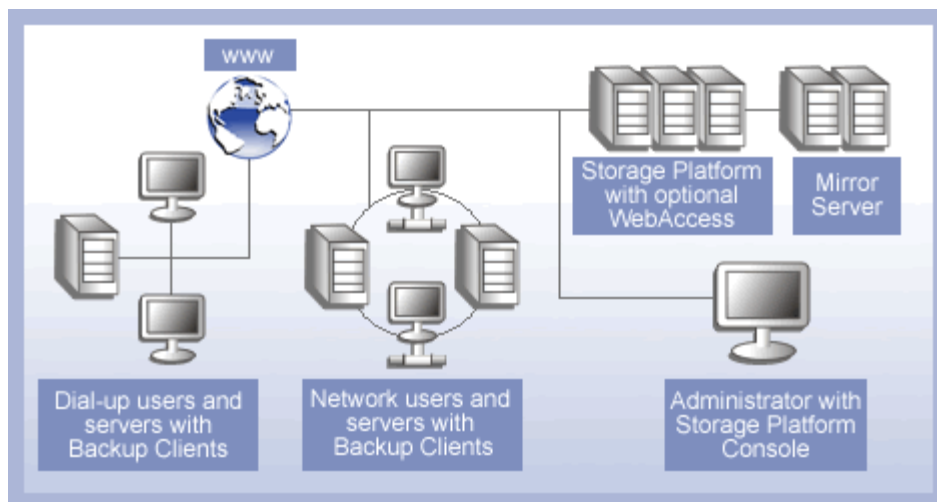 www
Storage Platform
with optional
WebAccess
Mirror
Server
Dial-up users and
servers with
Backup Clients
Network users and
servers with
Backup Clients
Administrator with
Storage Platform
Console